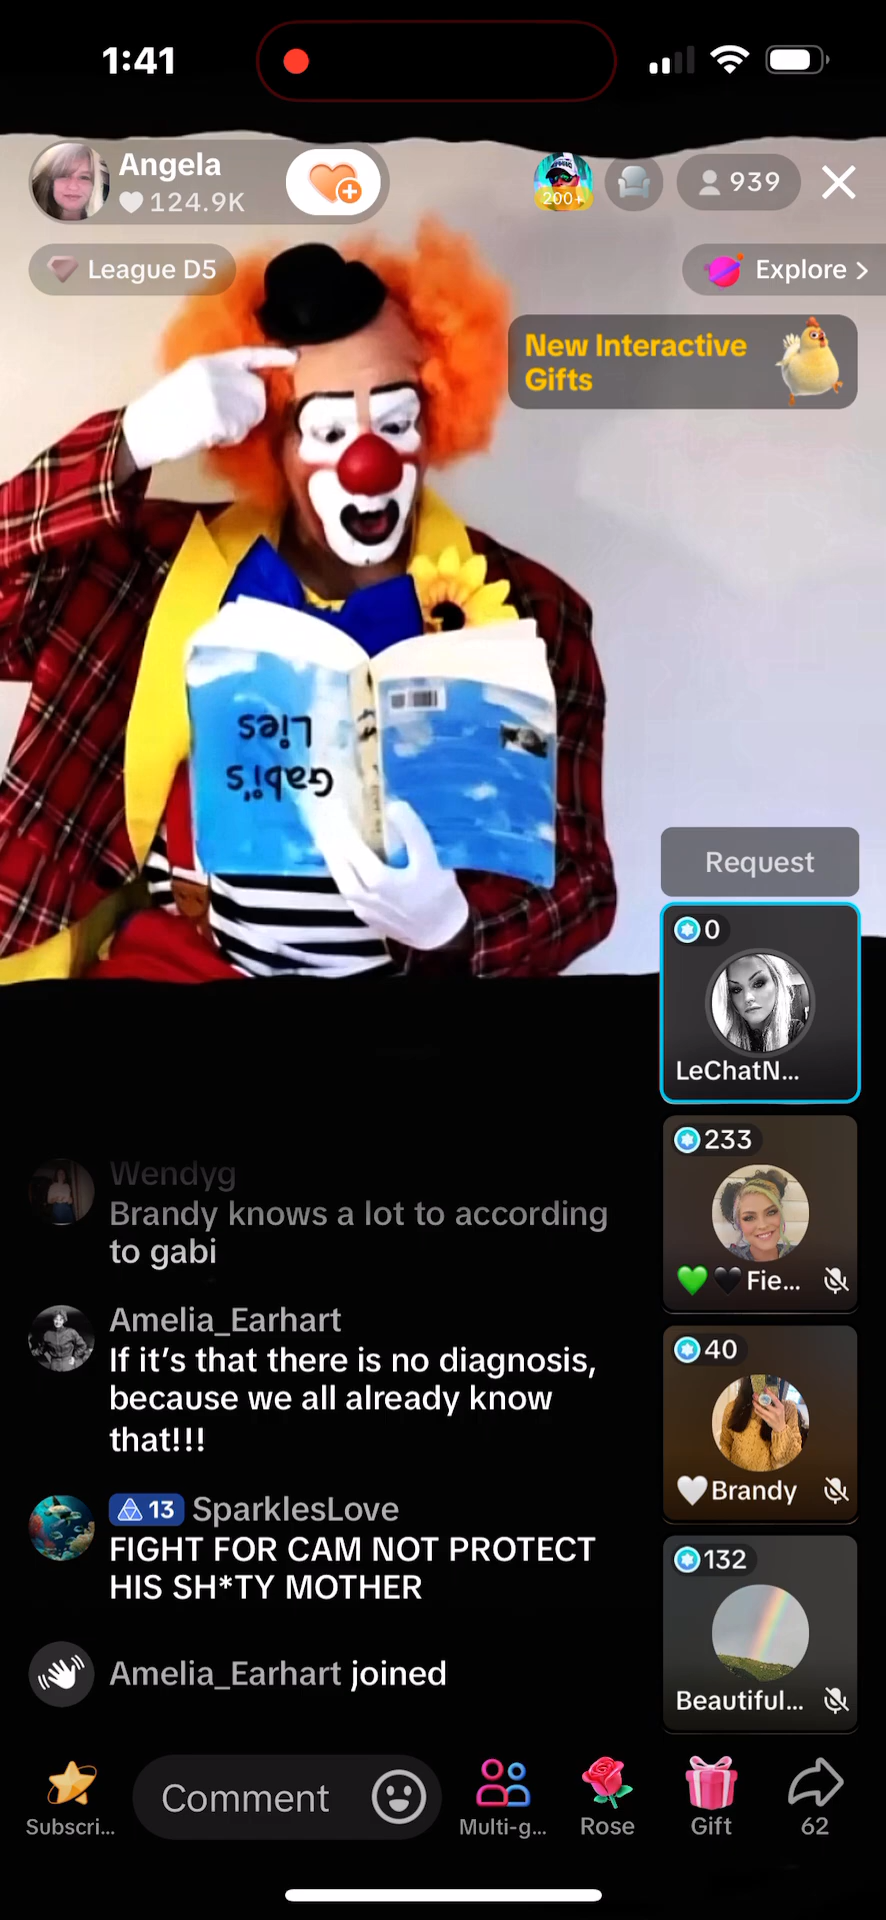 1:41
Angela
124.9K
200+
939
League D5
Explore >
New Interactive
Gifts
Gabi's
Lies
Request
0
LeChatN...
Wendyg
Brandy knows a lot to according
to gabi
233
Fie...
Amelia_Earhart
If it’s that there is no diagnosis,
because we all already know
that!!!
40
Brandy
13 SparklesLove
FIGHT FOR CAM NOT PROTECT
HIS SH*TY MOTHER
132
Beautiful...
Amelia_Earhart joined
Subscri...
Comment
Multi-g...
Rose
Gift
62